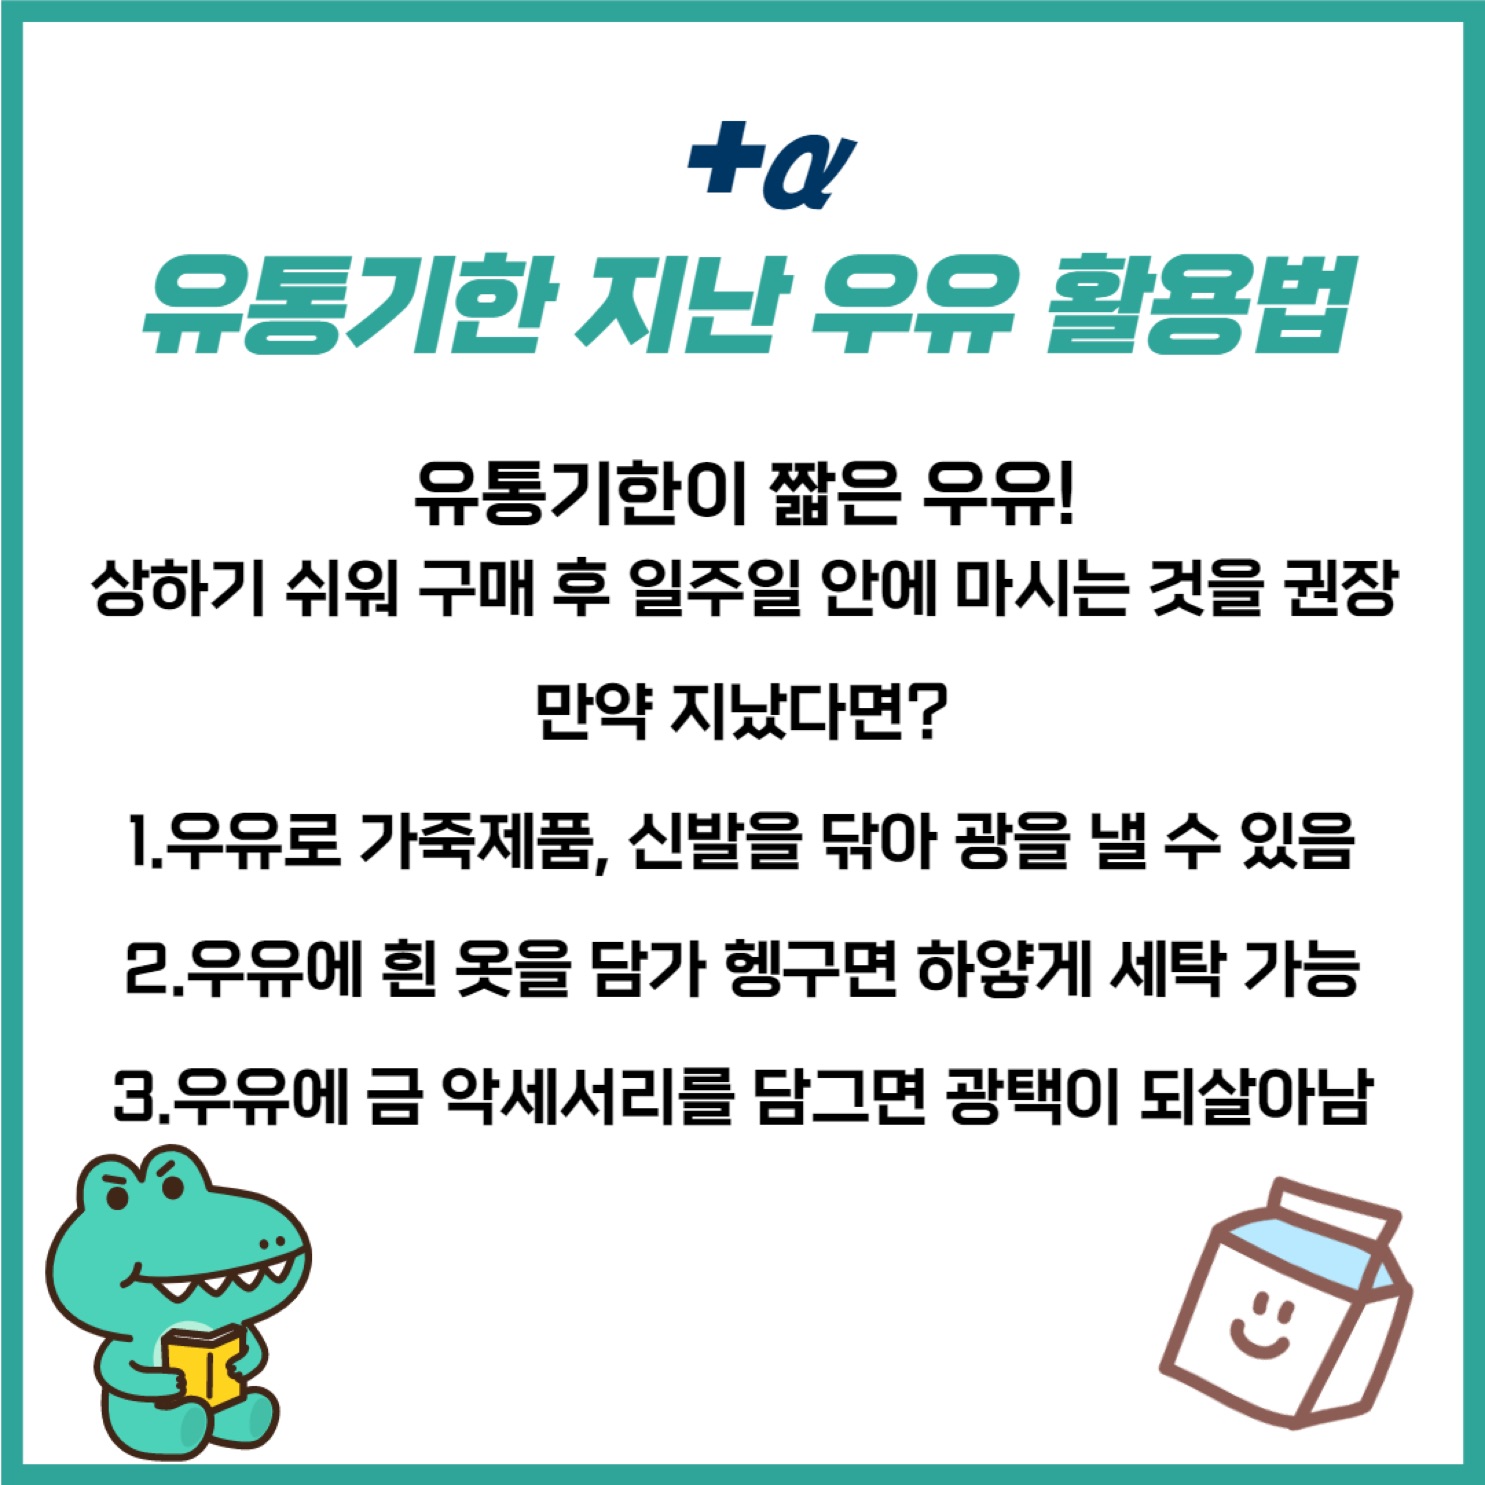 +α
유통기한 지난 우유 활용법
유통기한이 짧은 우유!
상하기 쉬워 구매 후 일주일 안에 마시는 것을 권장
만약 지났다면?
1.우유로 가죽제품, 신발을 닦아 광을 낼 수 있음
2.우유에 흰 옷을 담가 헹구면 하얗게 세탁 가능
3.우유에 금 악세서리를 담그면 광택이 되살아남